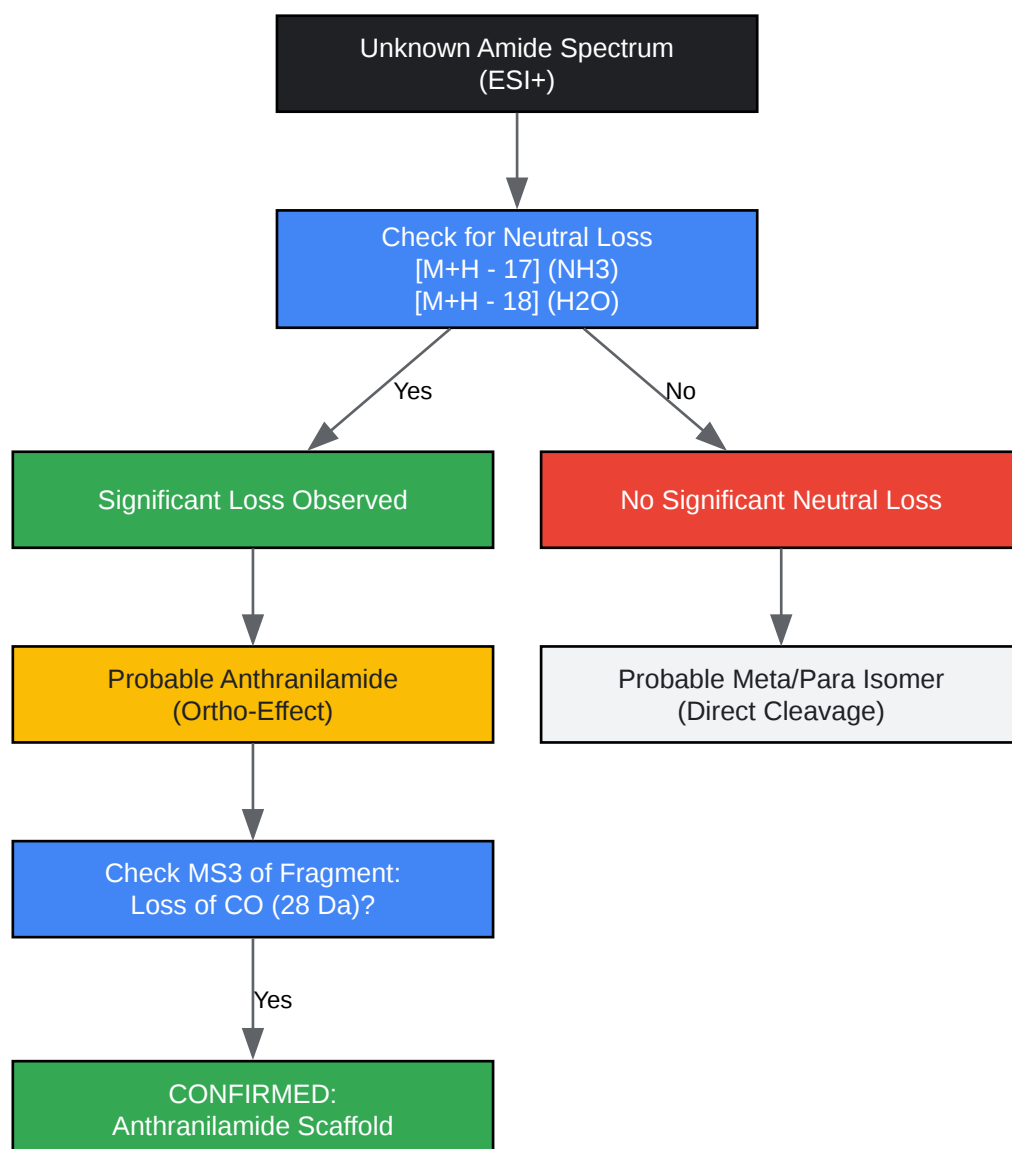 Unknown Amide Spectrum
(ESI+)
Check for Neutral Loss
[M+H - 17] (NH3)
[M+H - 18] (H2O)
Yes
No
Significant Loss Observed
No Significant Neutral Loss
Probable Anthranilamide
(Ortho-Effect)
Probable Meta/Para Isomer
(Direct Cleavage)
Check MS3 of Fragment:
Loss of CO (28 Da)?
Yes
CONFIRMED:
Anthranilamide Scaffold